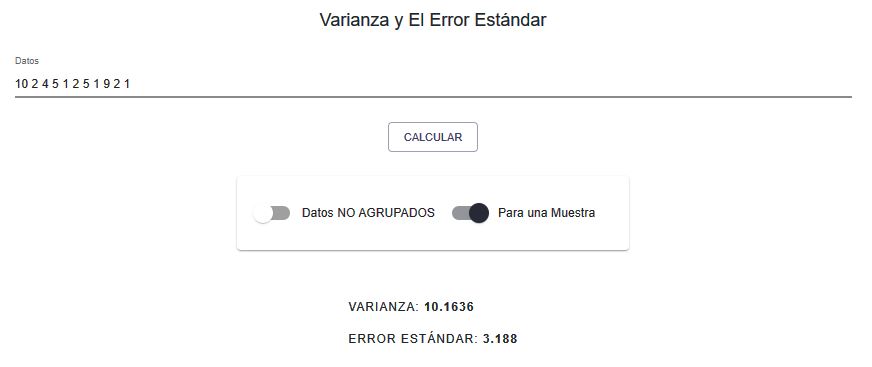 Varianza y El Error Estándar
Datos
10 2 4 5 1 2 5 1 9 2 1
CALCULAR
Datos NO AGRUPADOS Para una Muestra
VARIANZA: 10.1636
ERROR ESTÁNDAR: 3.188